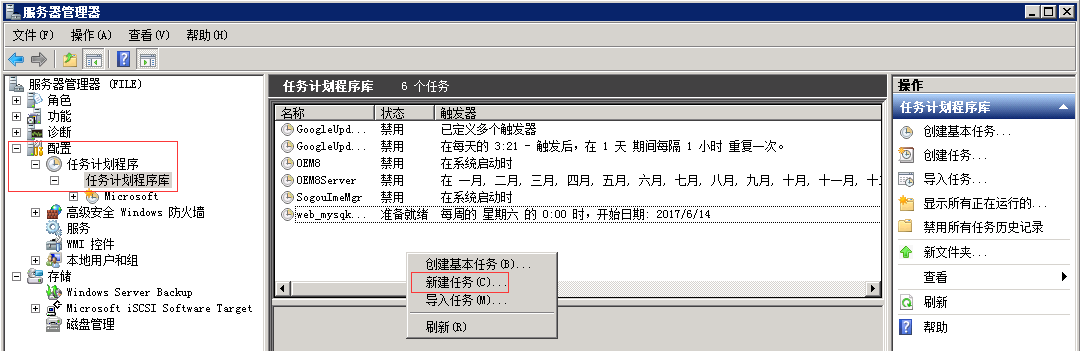 服务器管理器
文件(F) 操作(A) 查看(V) 帮助(H)
服务器管理器 (FILE)
角色
功能
诊断
配置
任务计划程序
任务计划程序库
Microsoft
高级安全 Windows 防火墙
服务
WMI 控件
本地用户和组
存储
Windows Server Backup
Microsoft iSCSI Software Target
磁盘管理
任务计划程序库 6 个任务
名称 状态 触发器
GoogleUpd... 禁用 已定义多个触发器
GoogleUpd... 禁用 在每天的 3:21 - 触发后，在 1 天 期间每隔 1 小时 重复一次。
OEM8 禁用 在系统启动时
OEM8Server 禁用 在 一月, 二月, 三月, 四月, 五月, 六月, 七月, 八月, 九月, 十月, 十一月, 十
SogouImeMgr 禁用 在系统启动时
web_mysqk... 准备就绪 每周的 星期六 的 0:00 时，开始日期: 2017/6/14
创建基本任务(B)...
新建任务(C)...
导入任务(M)...
刷新(R)
操作
任务计划程序库
创建基本任务...
创建任务...
导入任务...
显示所有正在运行的...
禁用所有任务历史记录
新文件夹...
查看
刷新
帮助